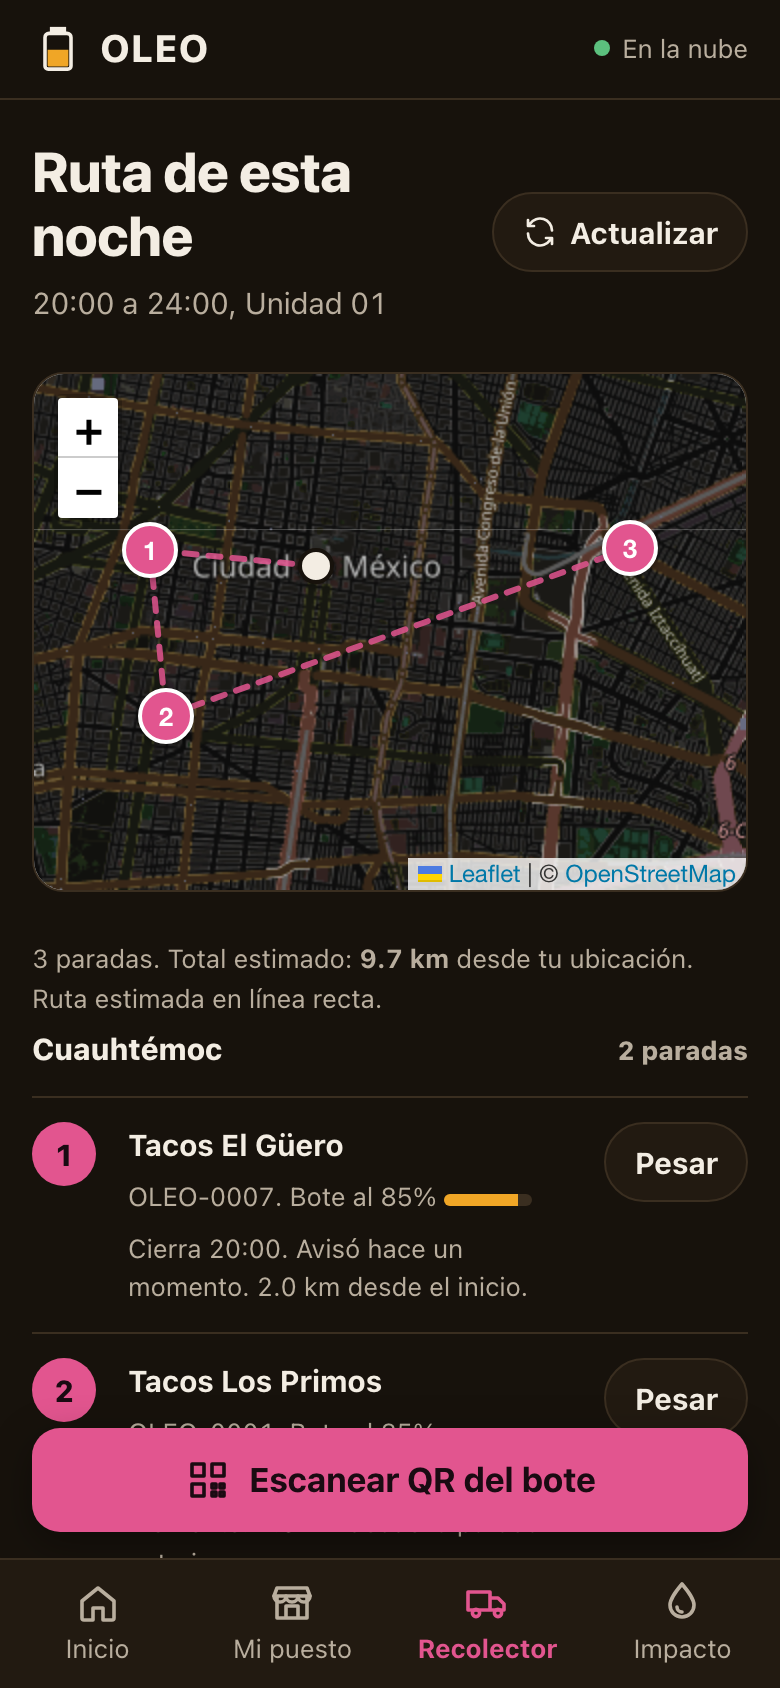 OLEO
En la nube
Ruta de esta
noche
Actualizar
20:00 a 24:00, Unidad 01
+
−
Avenida Congreso de la Unión
1
Ciudad
México
3
Iztaccíhuatl
2
a
6
6-C
Leaflet | © OpenStreetMap
3 paradas. Total estimado: 9.7 km desde tu ubicación.
Ruta estimada en línea recta.
Cuauhtémoc
2 paradas
1
Tacos El Güero
Pesar
OLEO-0007. Bote al 85%
Cierra 20:00. Avisó hace un
momento. 2.0 km desde el inicio.
2
Tacos Los Primos
Pesar
Escanear QR del bote
Inicio
Mi puesto
Recolector
Impacto